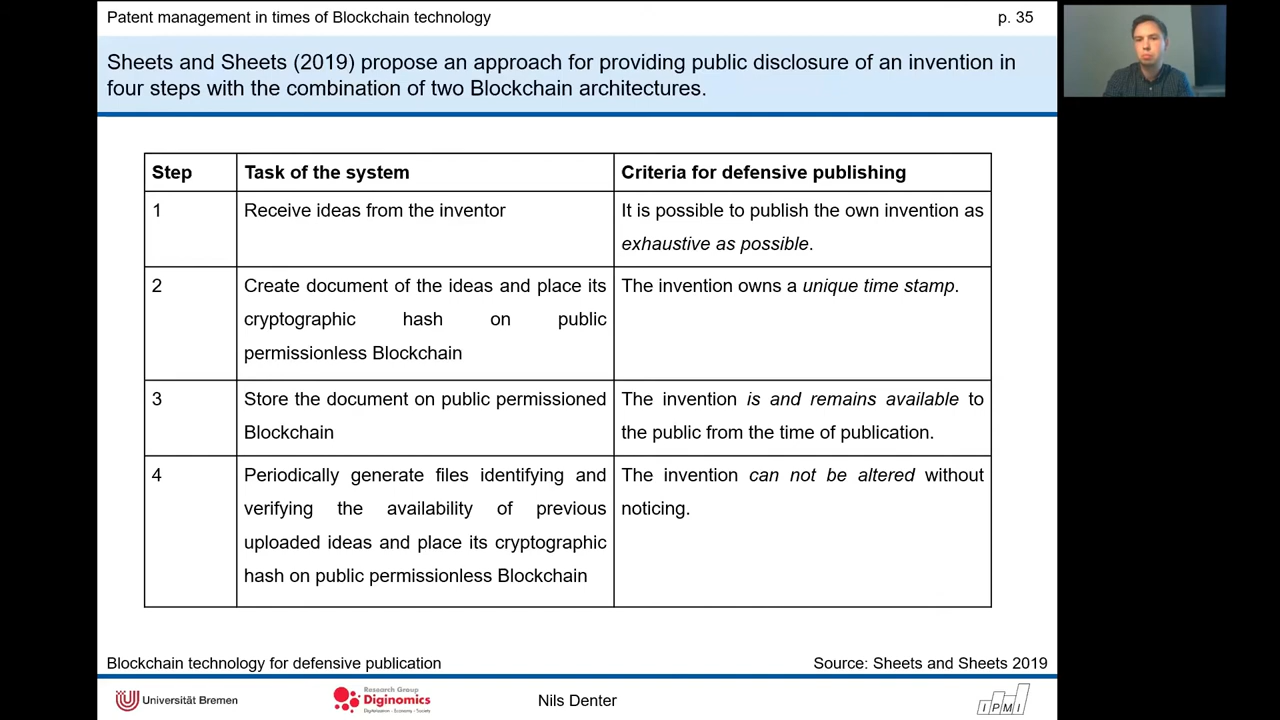 Patent management in times of Blockchain technology
p. 35
Sheets and Sheets (2019) propose an approach for providing public disclosure of an invention in
four steps with the combination of two Blockchain architectures.
Step
Task of the system
Criteria for defensive publishing
1
Receive ideas from the inventor
It is possible to publish the own invention as
exhaustive as possible.
2
Create document of the ideas and place its
cryptographic hash on public
permissionless Blockchain
The invention owns a unique time stamp.
3
Store the document on public permissioned
Blockchain
The invention is and remains available to
the public from the time of publication.
4
Periodically generate files identifying and
verifying the availability of previous
uploaded ideas and place its cryptographic
hash on public permissionless Blockchain
The invention can not be altered without
noticing.
Blockchain technology for defensive publication
Source: Sheets and Sheets 2019
Universität Bremen
Research Group
Diginomics
Digitalization - Economy - Society
Nils Denter
IPMI